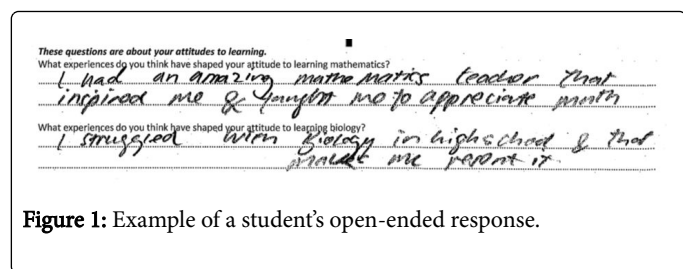 These questions are about your attitudes to learning.
What experiences do you think have shaped your attitude to learning mathematics?
I had an amazing mathematics teacher that
inspired me & taught me to appreciate math
What experiences do you think have shaped your attitude to learning biology?
I struggled with Biology in highschool & that
makes me resent it
Figure 1: Example of a student's open-ended response.